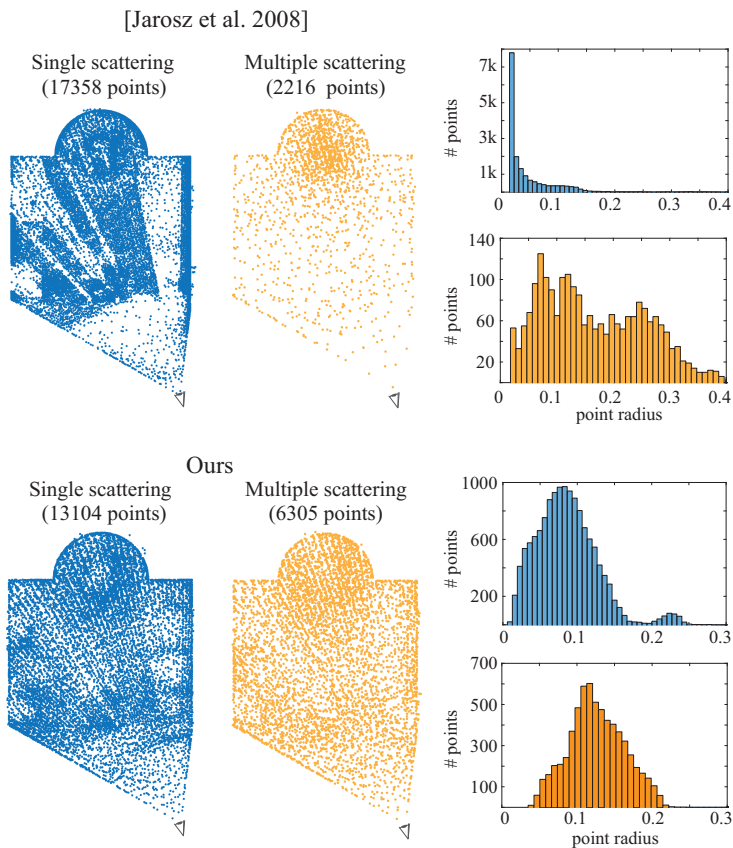 [Jarosz et al. 2008]
Single scattering
(17358 points)
Multiple scattering
(2216 points)
# points
7k
5k
3k
1k
0 0.1 0.2 0.3 0.4
# points
140
100
60
20
0 0.1 0.2 0.3 0.4
point radius
Ours
Single scattering
(13104 points)
Multiple scattering
(6305 points)
# points
1000
600
200
0 0.1 0.2 0.3
# points
700
500
300
100
0 0.1 0.2 0.3
point radius